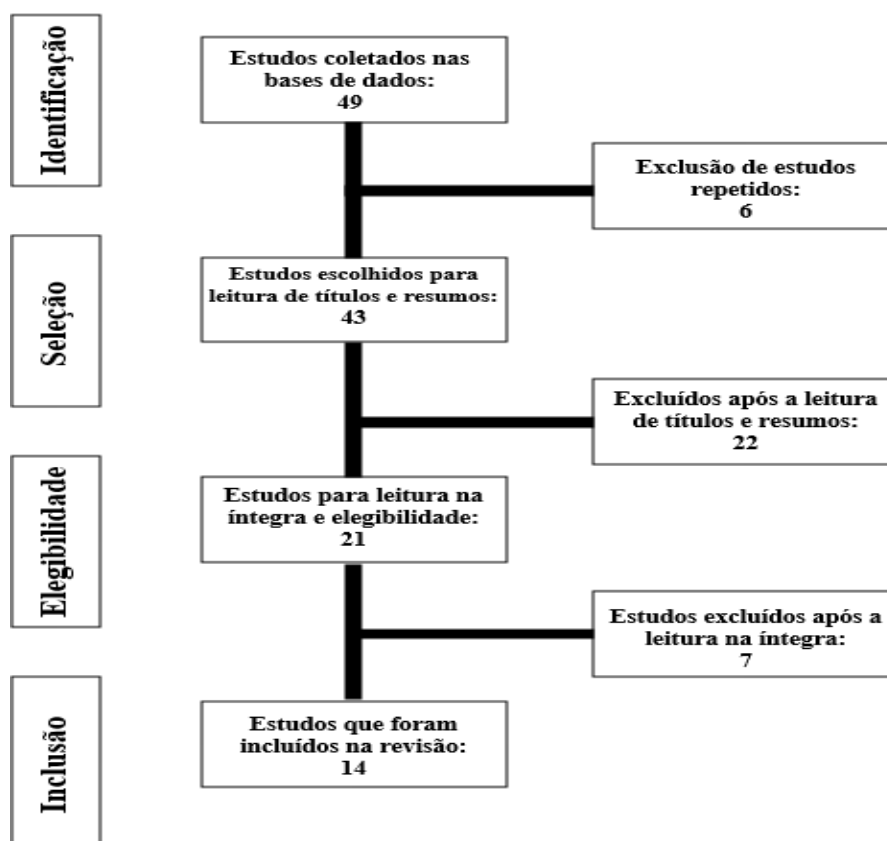 Identificação
Estudos coletados nas
bases de dados:
49
Exclusão de estudos
repetidos:
6
Seleção
Estudos escolhidos para
leitura de títulos e resumos:
43
Excluídos após a leitura
de títulos e resumos:
22
Elegibilidade
Estudos para leitura na
íntegra e elegibilidade:
21
Estudos excluídos após a
leitura na íntegra:
7
Inclusão
Estudos que foram
incluídos na revisão:
14